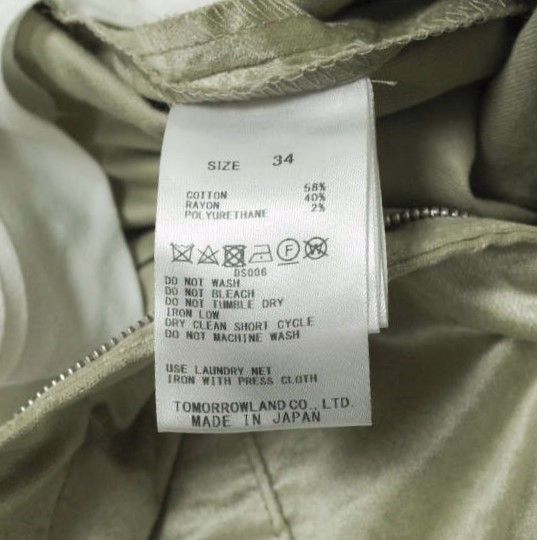 SIZE 34
COTTON 58%
RAYON 40%
POLYURETHANE 2%
F W
DS006
DO NOT WASH
DO NOT BLEACH
DO NOT TUMBLE DRY
IRON LOW
DRY CLEAN SHORT CYCLE
DO NOT MACHINE WASH
USE LAUNDRY NET
IRON WITH PRESS CLOTH
TOMORROWLAND CO., LTD.
MADE IN JAPAN